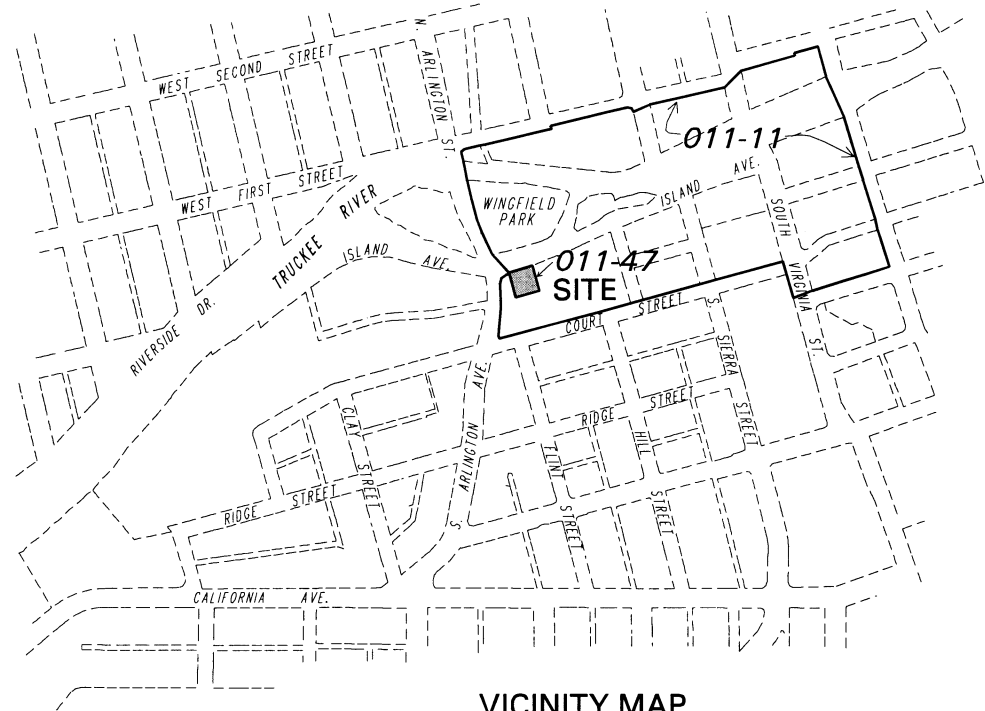 WEST SECOND STREET
N. ARLINGTON ST.
011-11
WEST FIRST STREET
RIVER
TRUCKEE
ISLAND AVE.
WINGFIELD
PARK
ISLAND AVE.
SOUTH VIRGINIA ST.
011-47
SITE
RIVERSIDE DR.
COURT STREET
S. ARLINGTON AVE.
SIERRA STREET
S.
RIDGE STREET
CLAY STREET
FLINT STREET
HILL STREET
RIDGE STREET
CALIFORNIA AVE.
VICINITY MAP